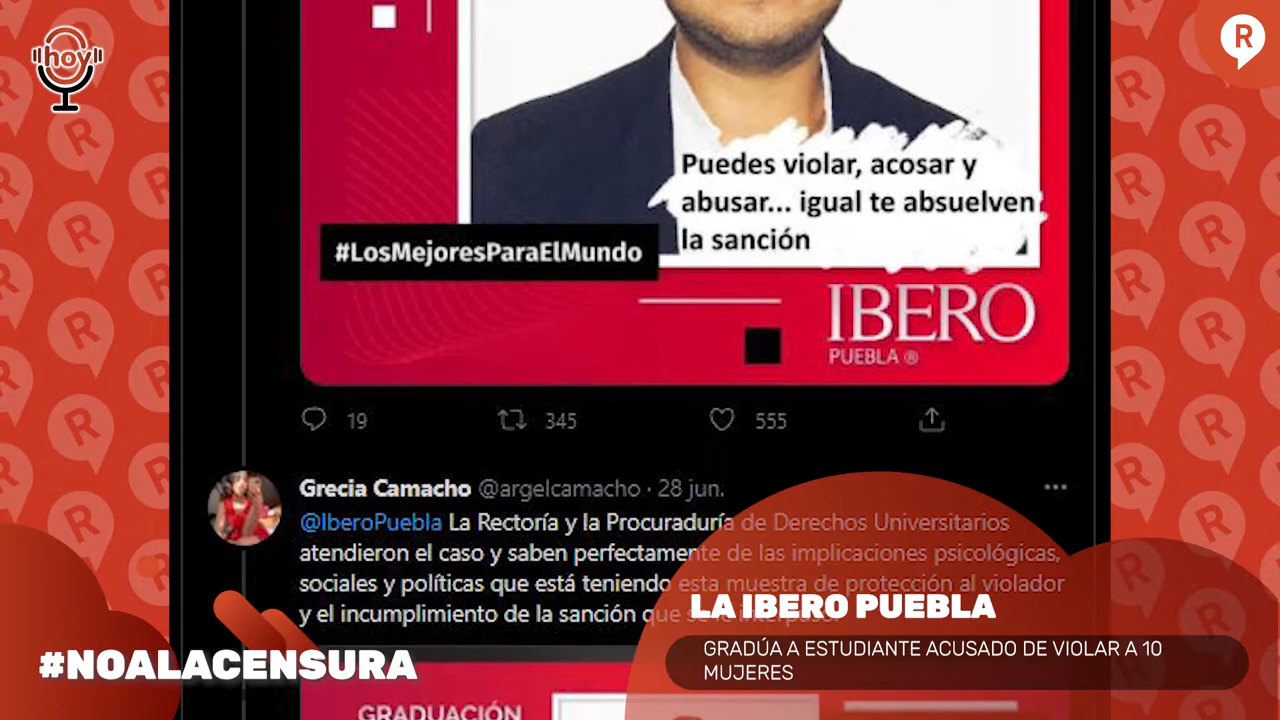 hoy
R
Puedes violar, acosar y
abusar... igual te absuelven
la sanción
#LosMejoresParaElMundo
IBERO
PUEBLA ®
19 345 555
Grecia Camacho @argelcamacho · 28 jun.
@IberoPuebla La Rectoría y la Procuraduría de Derechos Universitarios
atendieron el caso y saben perfectamente de las implicaciones psicológicas,
sociales y políticas que está teniendo esta muestra de protección al violador
y el incumplimiento de la sanción que se le
LA IBERO PUEBLA
GRADÚA A ESTUDIANTE ACUSADO DE VIOLAR A 10
MUJERES
#NOALACENSURA
GRADUACIÓN